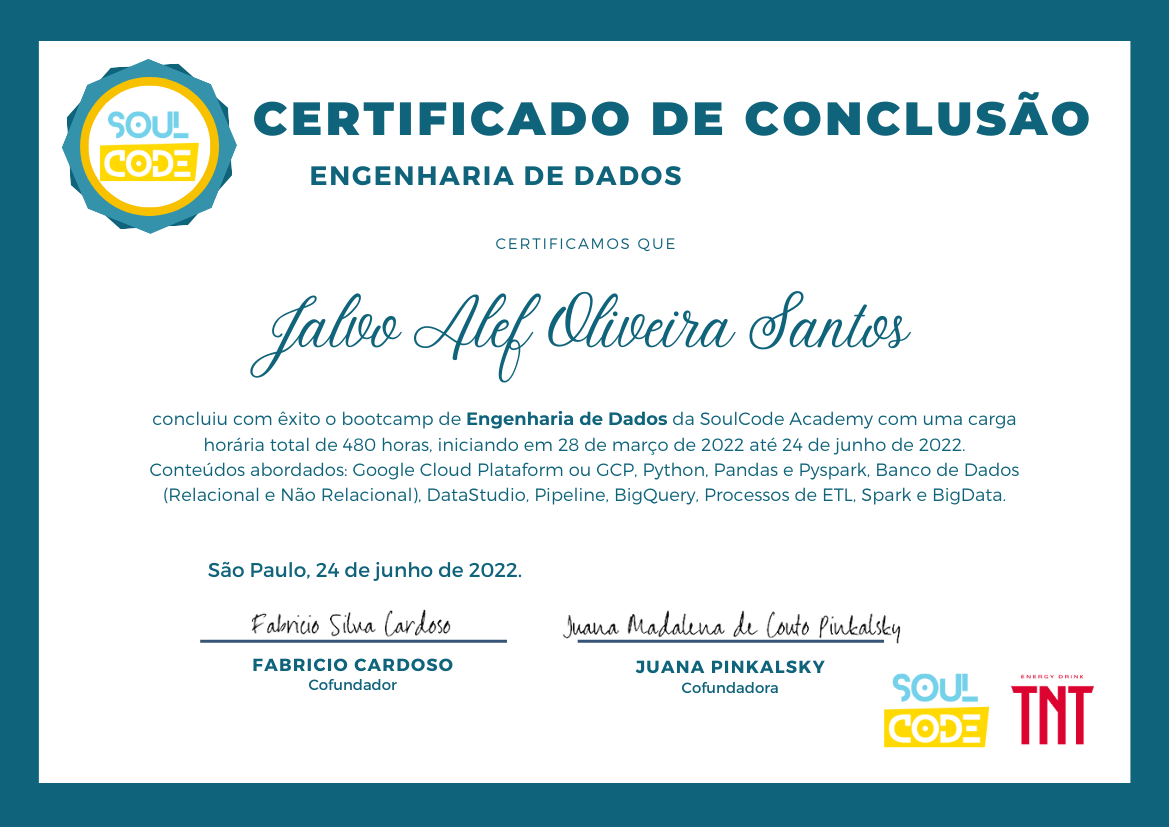 SOUL
CODE
CERTIFICADO DE CONCLUSÃO
ENGENHARIA DE DADOS
CERTIFICAMOS QUE
Jalvo Alef Oliveira Santos
concluiu com êxito o bootcamp de Engenharia de Dados da SoulCode Academy com uma carga
horária total de 480 horas, iniciando em 28 de março de 2022 até 24 de junho de 2022.
Conteúdos abordados: Google Cloud Plataform ou GCP, Python, Pandas e Pyspark, Banco de Dados
(Relacional e Não Relacional), DataStudio, Pipeline, BigQuery, Processos de ETL, Spark e BigData.
São Paulo, 24 de junho de 2022.
Fabricio Silva Cardoso
Juana Madalena de Couto Pinkalsky
FABRICIO CARDOSO
Cofundador
JUANA PINKALSKY
Cofundadora
SOUL
CODE
ENERGY DRINK
TNT